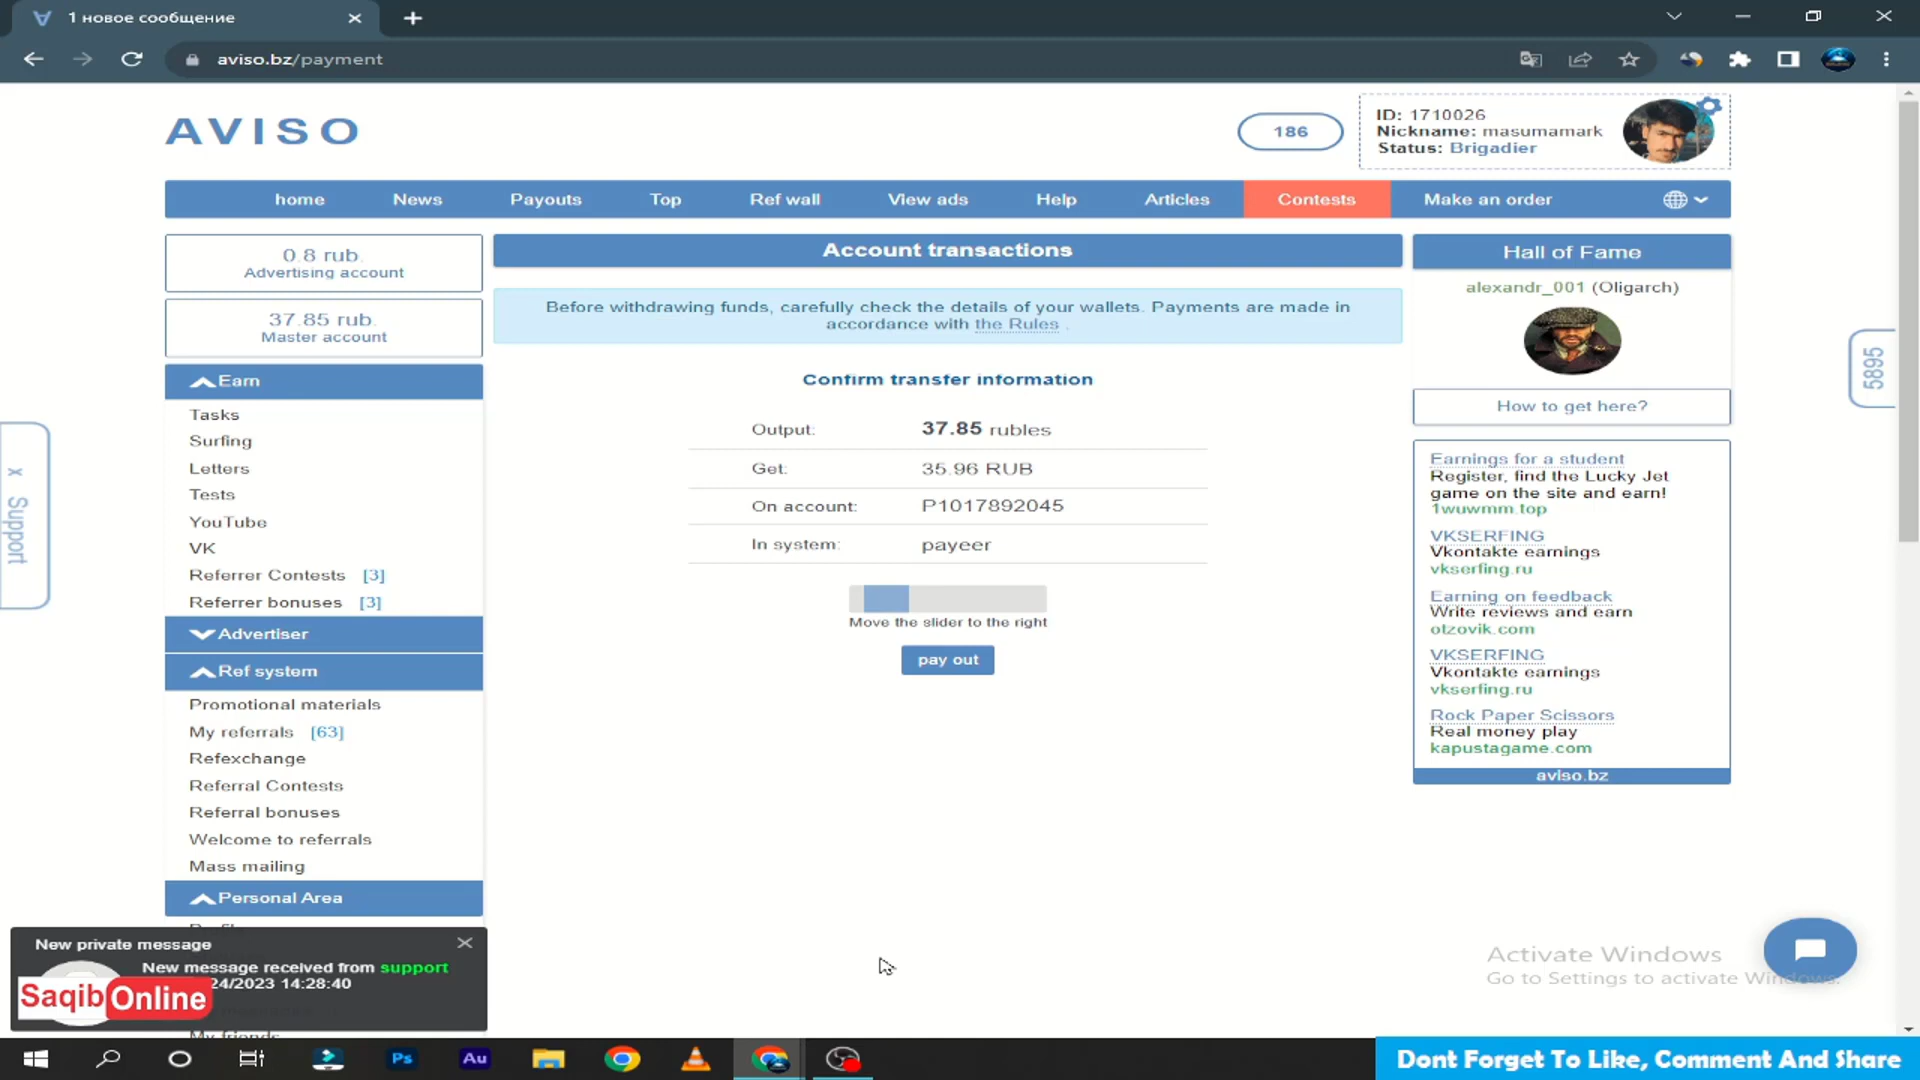 1 новое сообщение
aviso.bz/payment
AVISO
186
ID: 1710026
Nickname: masumamark
Status: Brigadier
home
News
Payouts
Top
Ref wall
View ads
Help
Articles
Contests
Make an order
0.8 rub.
Advertising account
37.85 rub.
Master account
Earn
Tasks
Surfing
Letters
Tests
YouTube
VK
Referrer Contests [3]
Referrer bonuses [3]
Advertiser
Ref system
Promotional materials
My referrals [63]
Refexchange
Referral Contests
Referral bonuses
Welcome to referrals
Mass mailing
Personal Area
Account transactions
Before withdrawing funds, carefully check the details of your wallets. Payments are made in
accordance with the Rules .
Confirm transfer information
Output: 37.85 rubles
Get: 35.96 RUB
On account: P1017892045
In system: payeer
Move the slider to the right
pay out
Hall of Fame
alexandr_001 (Oligarch)
How to get here?
Earnings for a student
Register, find the Lucky Jet
game on the site and earn!
1wuwmm.top
VKSERFING
Vkontakte earnings
vkserfing.ru
Earning on feedback
Write reviews and earn
otzovik.com
VKSERFING
Vkontakte earnings
vkserfing.ru
Rock Paper Scissors
Real money play
kapustagame.com
aviso.bz
5895
x Support
New private message
New message received from support
24/2023 14:28:40
Saqib Online
My friends
Activate Windows
Go to Settings to activate Windows.
Ps
Au
Dont Forget To Like, Comment And Share